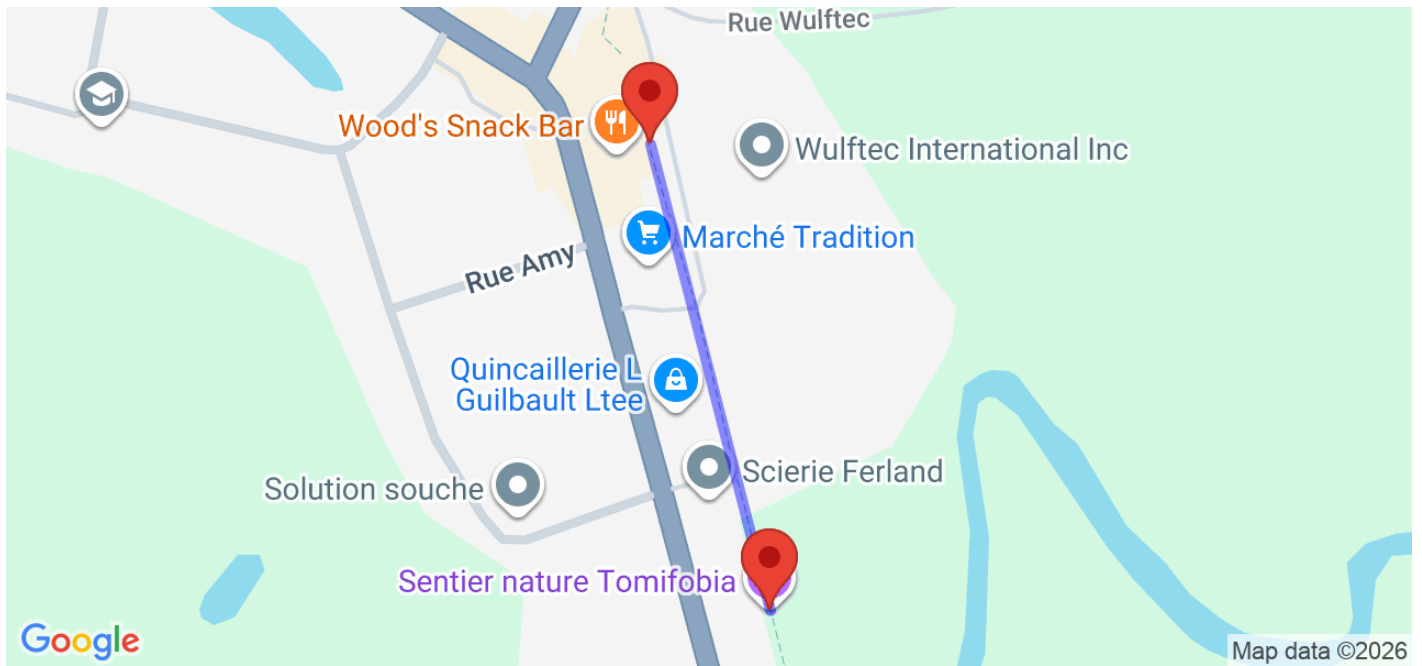 Rue Wulftec
Wood's Snack Bar
Wulftec International Inc
Marché Tradition
Rue Amy
Quincaillerie L
Guilbault Ltee
Scierie Ferland
Solution souche
Sentier nature Tomifobia
Google
Map data ©2026